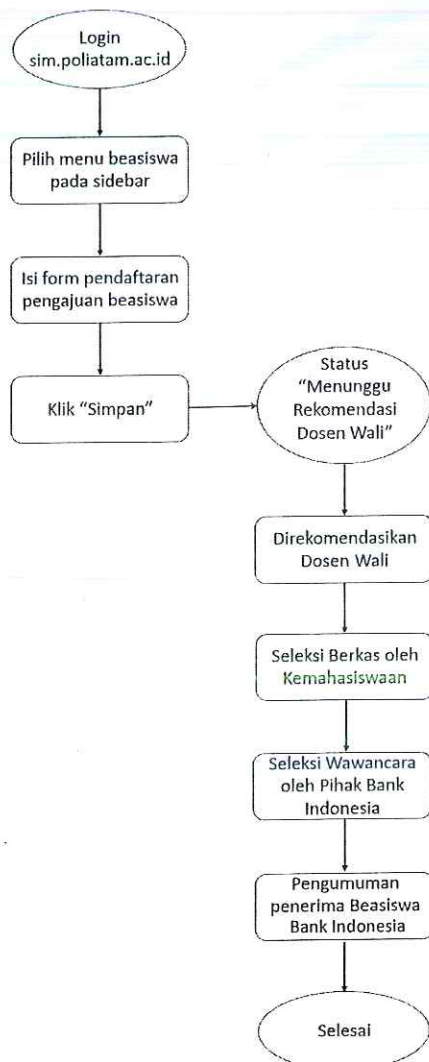 Login
sim.poliatam.ac.id
Pilih menu beasiswa
pada sidebar
Isi form pendaftaran
pengajuan beasiswa
Klik “Simpan”
Status
“Menunggu
Rekomendasi
Dosen Wali”
Direkomendasikan
Dosen Wali
Seleksi Berkas oleh
Kemahasiswaan
Seleksi Wawancara
oleh Pihak Bank
Indonesia
Pengumuman
penerima Beasiswa
Bank Indonesia
Selesai